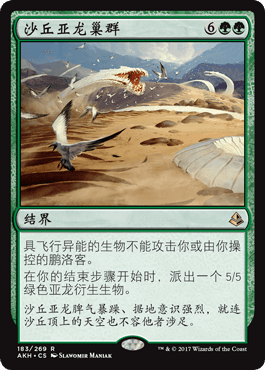 沙丘亚龙巢群 6
结界
具飞行异能的生物不能攻击你或由你操
控的鹏洛客。
在你的结束步骤开始时，派出一个 5/5
绿色亚龙衍生生物。
沙丘亚龙脾气暴躁、据地意识强烈，就连
沙丘顶上的天空也不容他者涉足。
183/269 R
AKH • CS SLAWOMIR MANIAK
™ & © 2017 Wizards of the Coast